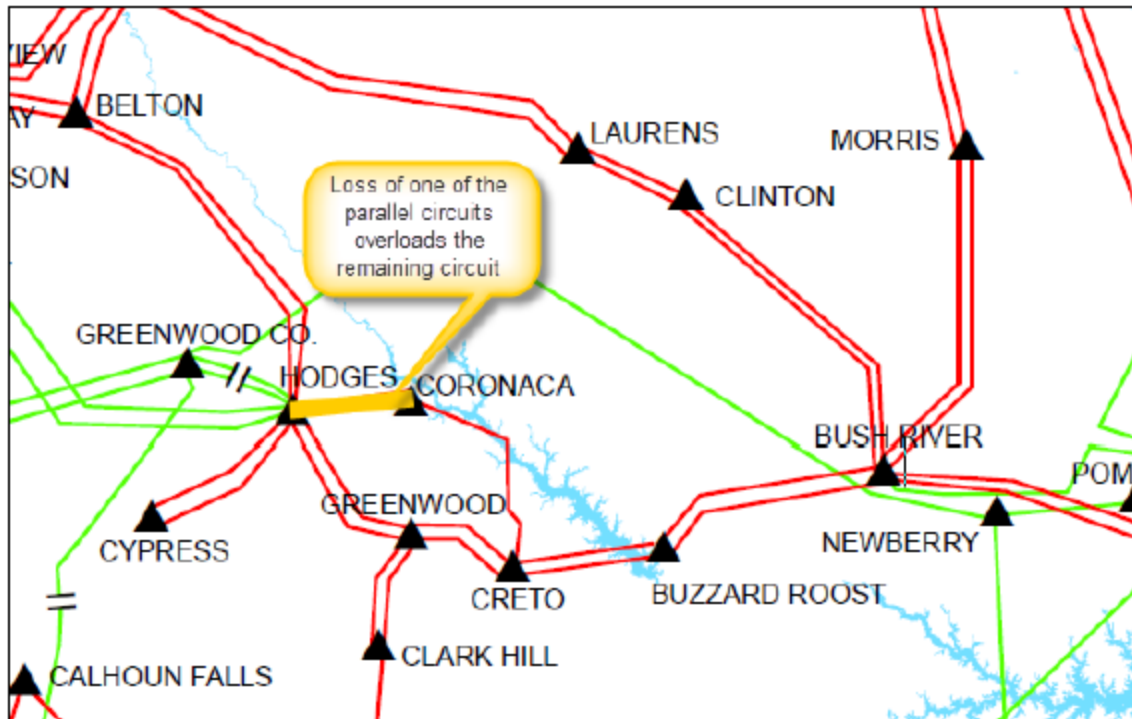 VIEW
BELTON
AY
LAURENS
MORRIS
SON
Loss of one of the
parallel circuits
overloads the
remaining circuit
CLINTON
GREENWOOD CO.
HODGES
CORONACA
BUSH RIVER
POM
GREENWOOD
CYPRESS
NEWBERRY
CRETO
BUZZARD ROOST
CLARK HILL
CALHOUN FALLS